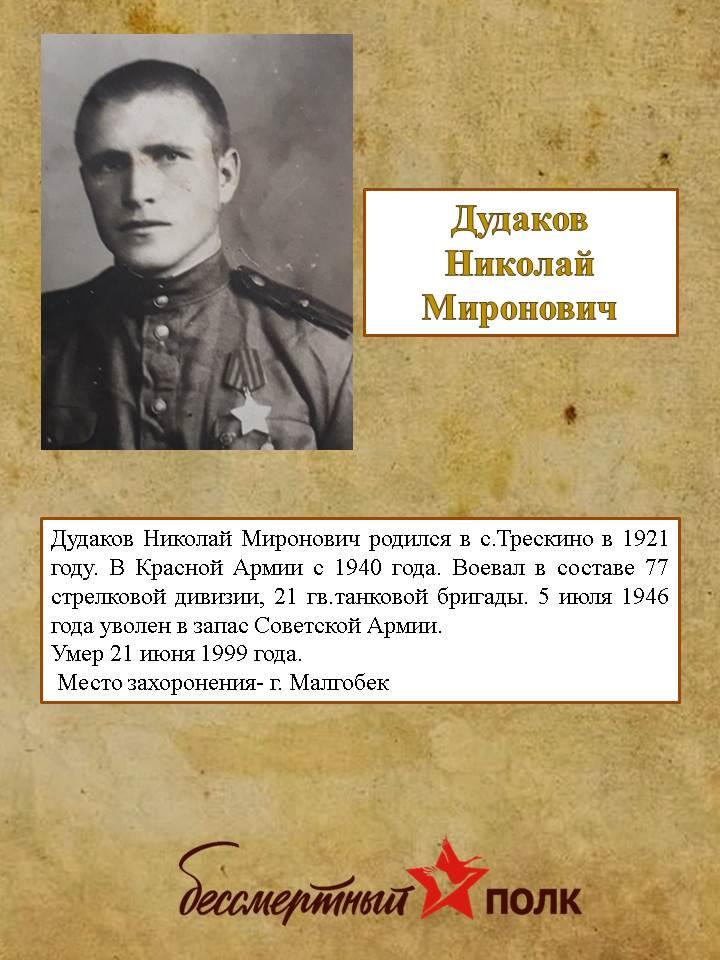 Дудаков
Николай
Миронович
Дудаков Николай Миронович родился в с.Трескино в 1921
году. В Красной Армии с 1940 года. Воевал в составе 77
стрелковой дивизии, 21 гв.танковой бригады. 5 июля 1946
года уволен в запас Советской Армии.
Умер 21 июня 1999 года.
Место захоронения- г. Малгобек
бессмертный полк